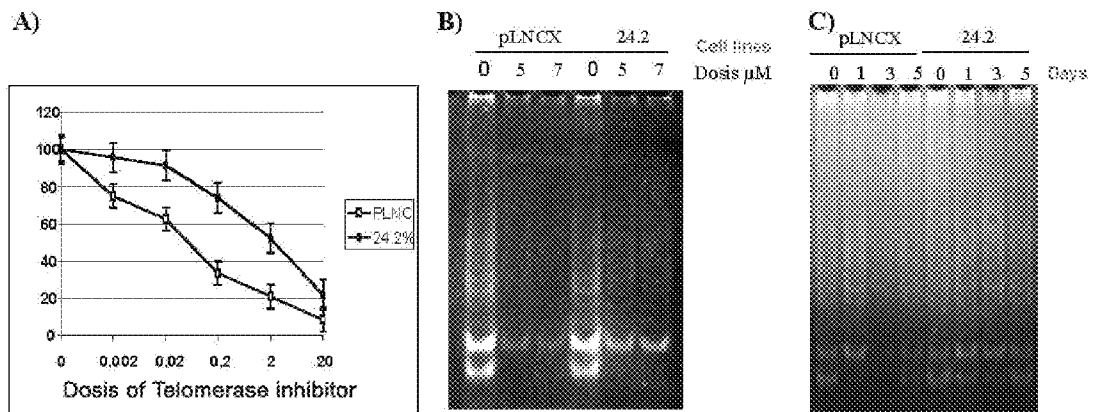 A)
120
100
80
60
40
20
0
0 0,002 0,02 0,2 2 20
Dosis of Telomerase inhibitor
PLNC
24.2%
B)
pLNCX 24.2 Cell lines
0 5 7 0 5 7 Dosis µM
C)
pLNCX 24.2
0 1 3 5 0 1 3 5 Days